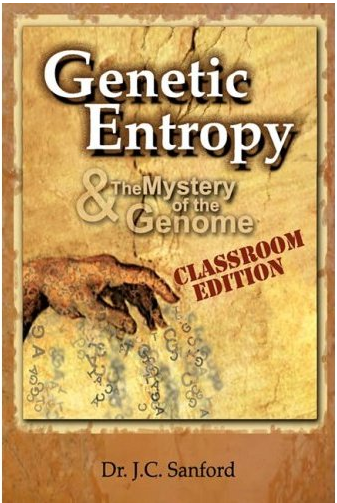 Genetic
Entropy
& The Mystery
of the
Genome
CLASSROOM
EDITION
Dr. J.C. Sanford